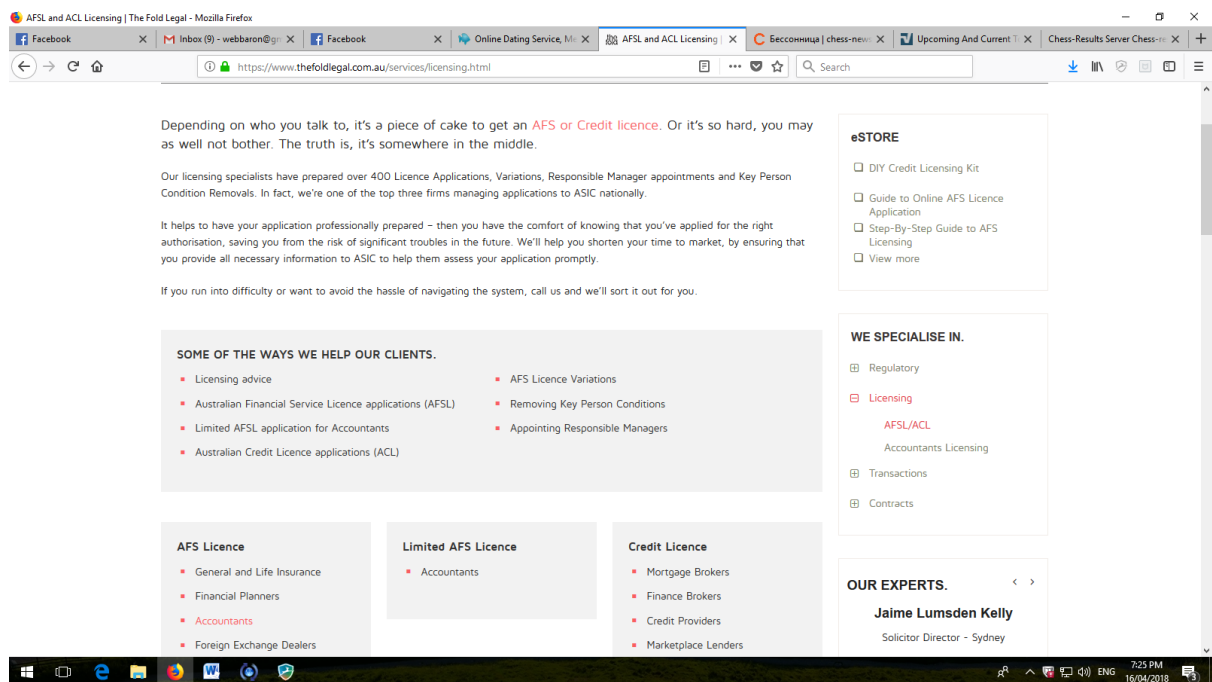 AFSL and ACL Licensing | The Fold Legal - Mozilla Firefox
Facebook
Inbox (9) - webbaron@gm
Facebook
Online Dating Service, Me
AFSL and ACL Licensing |
Бессонница | chess-news
Upcoming And Current T
Chess-Results Server Chess-re
https://www.thefoldlegal.com.au/services/licensing.html
Search
Depending on who you talk to, it's a piece of cake to get an AFS or Credit licence. Or it's so hard, you may
as well not bother. The truth is, it's somewhere in the middle.
Our licensing specialists have prepared over 400 Licence Applications, Variations, Responsible Manager appointments and Key Person
Condition Removals. In fact, we're one of the top three firms managing applications to ASIC nationally.
It helps to have your application professionally prepared – then you have the comfort of knowing that you've applied for the right
authorisation, saving you from the risk of significant troubles in the future. We'll help you shorten your time to market, by ensuring that
you provide all necessary information to ASIC to help them assess your application promptly.
If you run into difficulty or want to avoid the hassle of navigating the system, call us and we'll sort it out for you.
SOME OF THE WAYS WE HELP OUR CLIENTS.
Licensing advice
Australian Financial Service Licence applications (AFSL)
Limited AFSL application for Accountants
Australian Credit Licence applications (ACL)
AFS Licence Variations
Removing Key Person Conditions
Appointing Responsible Managers
AFS Licence
General and Life Insurance
Financial Planners
Accountants
Foreign Exchange Dealers
Limited AFS Licence
Accountants
Credit Licence
Mortgage Brokers
Finance Brokers
Credit Providers
Marketplace Lenders
eSTORE
DIY Credit Licensing Kit
Guide to Online AFS Licence
Application
Step-By-Step Guide to AFS
Licensing
View more
WE SPECIALISE IN.
Regulatory
Licensing
AFSL/ACL
Accountants Licensing
Transactions
Contracts
OUR EXPERTS.
Jaime Lumsden Kelly
Solicitor Director - Sydney
ENG
7:25 PM
16/04/2018